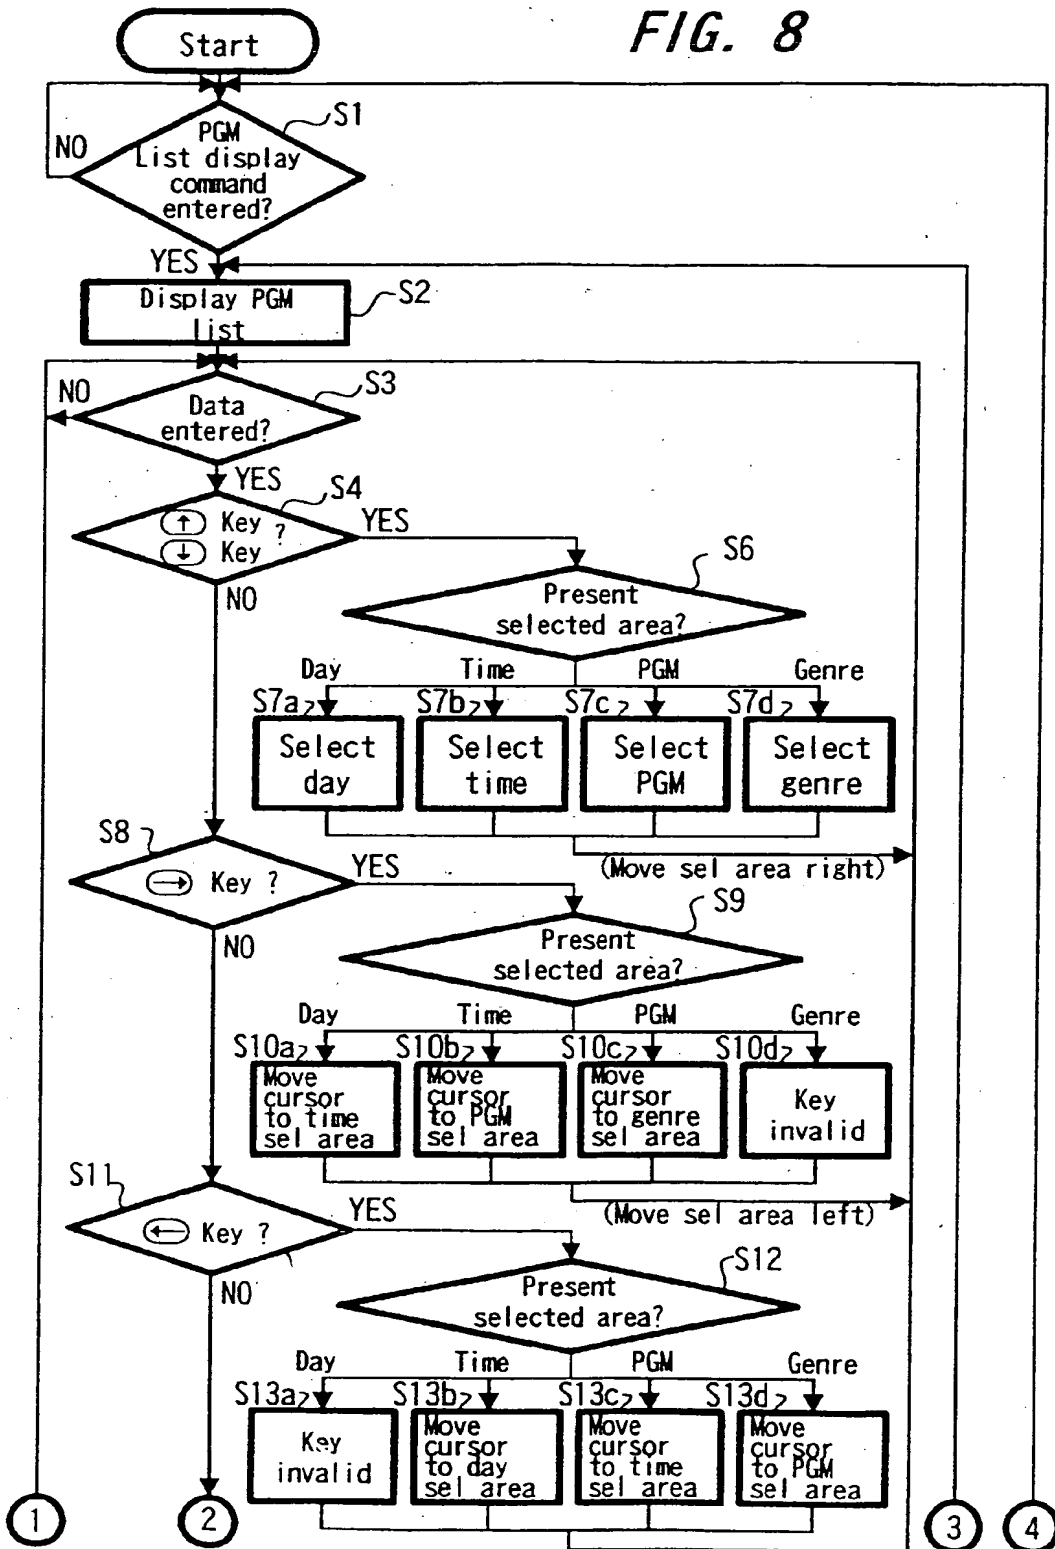 FIG. 8
Start
S1
NO
PGM
List display
command
entered?
YES
S2
Display PGM
List
S3
NO
Data
entered?
YES
S4
↑ Key
↓ Key
?
YES
NO
S6
Present
selected area?
Day
Time
PGM
Genre
S7a
S7b
S7c
S7d
Select
day
Select
time
Select
PGM
Select
genre
(Move sel area right)
S8
→ Key ?
YES
NO
S9
Present
selected area?
Day
Time
PGM
Genre
S10a
S10b
S10c
S10d
Move
cursor
to time
sel area
Move
cursor
to PGM
sel area
Move
cursor
to genre
sel area
Key
invalid
(Move sel area left)
S11
← Key ?
YES
NO
S12
Present
selected area?
Day
Time
PGM
Genre
S13a
S13b
S13c
S13d
Key
invalid
Move
cursor
to day
sel area
Move
cursor
to time
sel area
Move
cursor
to PGM
sel area
1
2
3
4